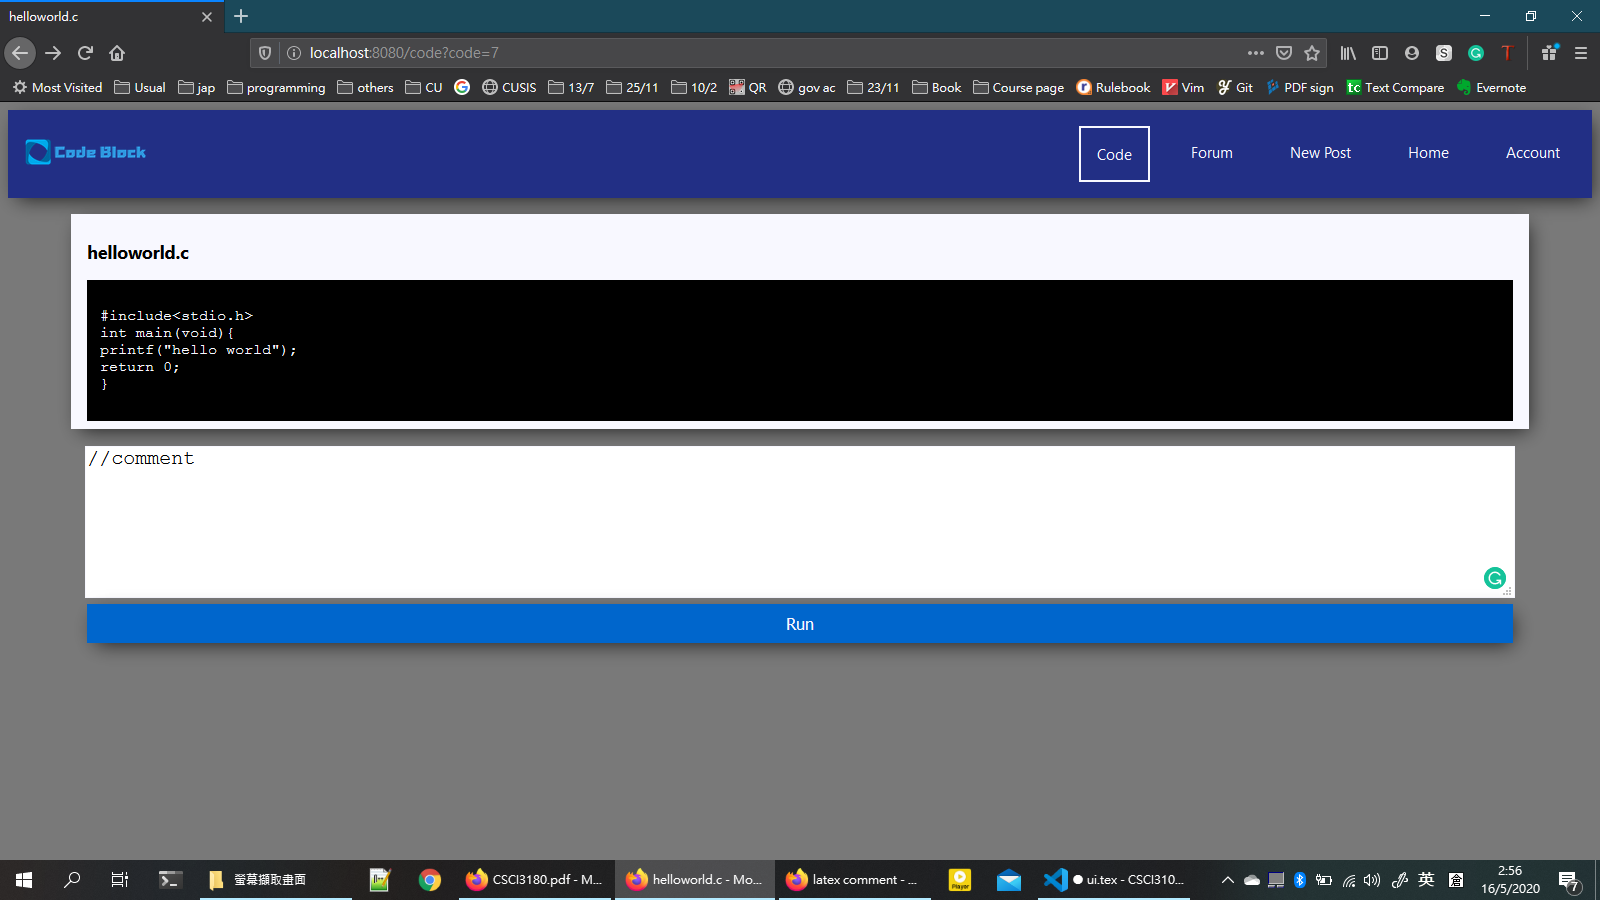 helloworld.c
localhost:8080/code?code=7
Most Visited Usual jap programming others CU CUSIS 13/7 25/11 10/2 QR gov ac 23/11 Book Course page Rulebook Vim Git PDF sign Text Compare Evernote
Code Block
Code Forum New Post Home Account
helloworld.c
#include<stdio.h>
int main(void){
printf("hello world");
return 0;
}
//comment
Run
螢幕擷取畫面 CSCI3180.pdf - M... helloworld.c - Mo... latex comment - ... Player ui.tex - CSCI310... 英 倉 2:56
16/5/2020 7